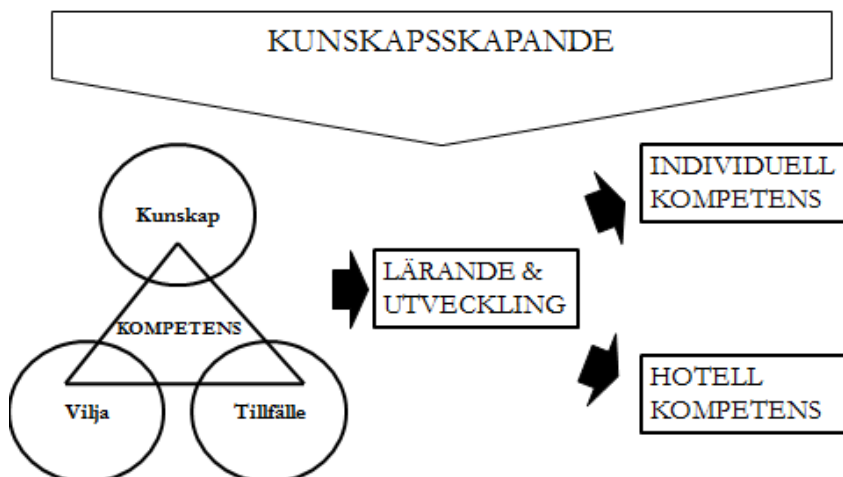 KUNSKAPSSKAPANDE
Kunskap
KOMPETENS
Vilja
Tillfälle
LÄRANDE &
UTVECKLING
INDIVIDUELL
KOMPETENS
HOTELL
KOMPETENS